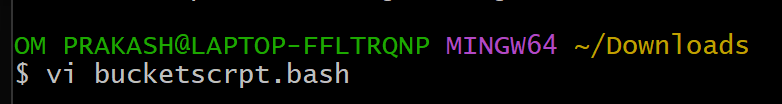 OM PRAKASH@LAPTOP-FFLTRQNP MINGW64 ~/Downloads
$ vi bucketscrpt.bash